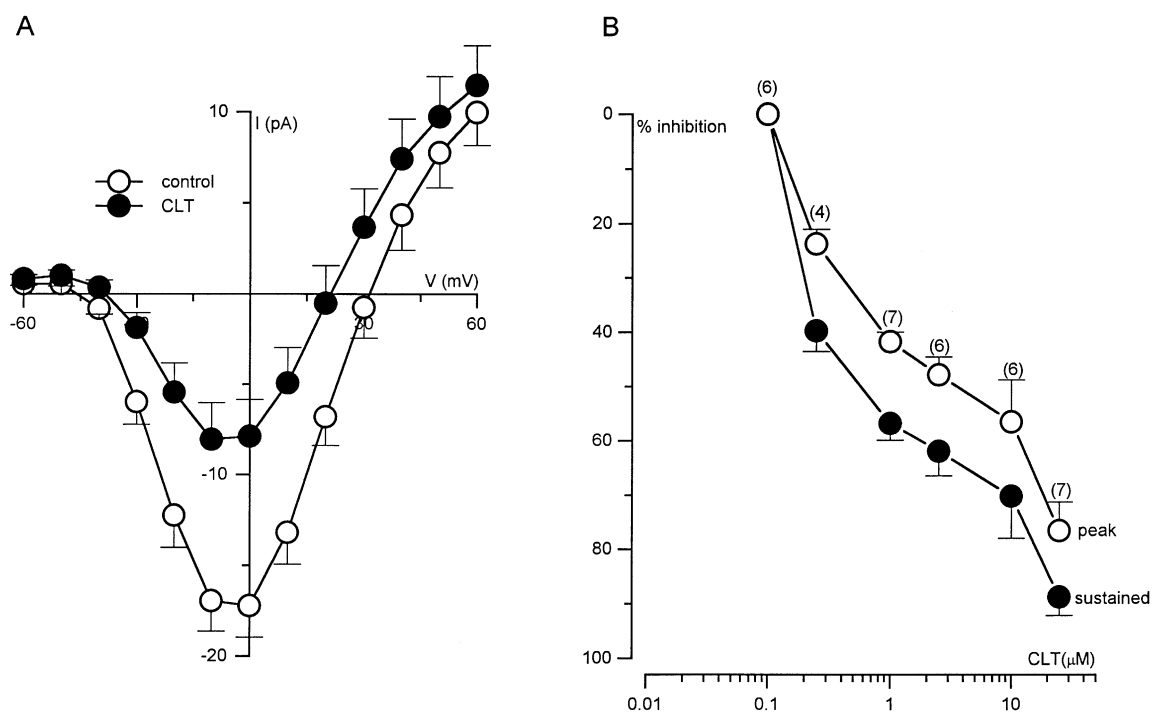 A
B
10
I (pA)
control
CLT
V (mV)
-60
30
60
-10
-20
(6)
0
% inhibition
(4)
20
(7)
40
(6)
(6)
60
(7)
peak
80
sustained
100
CLT(μM)
0.01
0.1
1
10